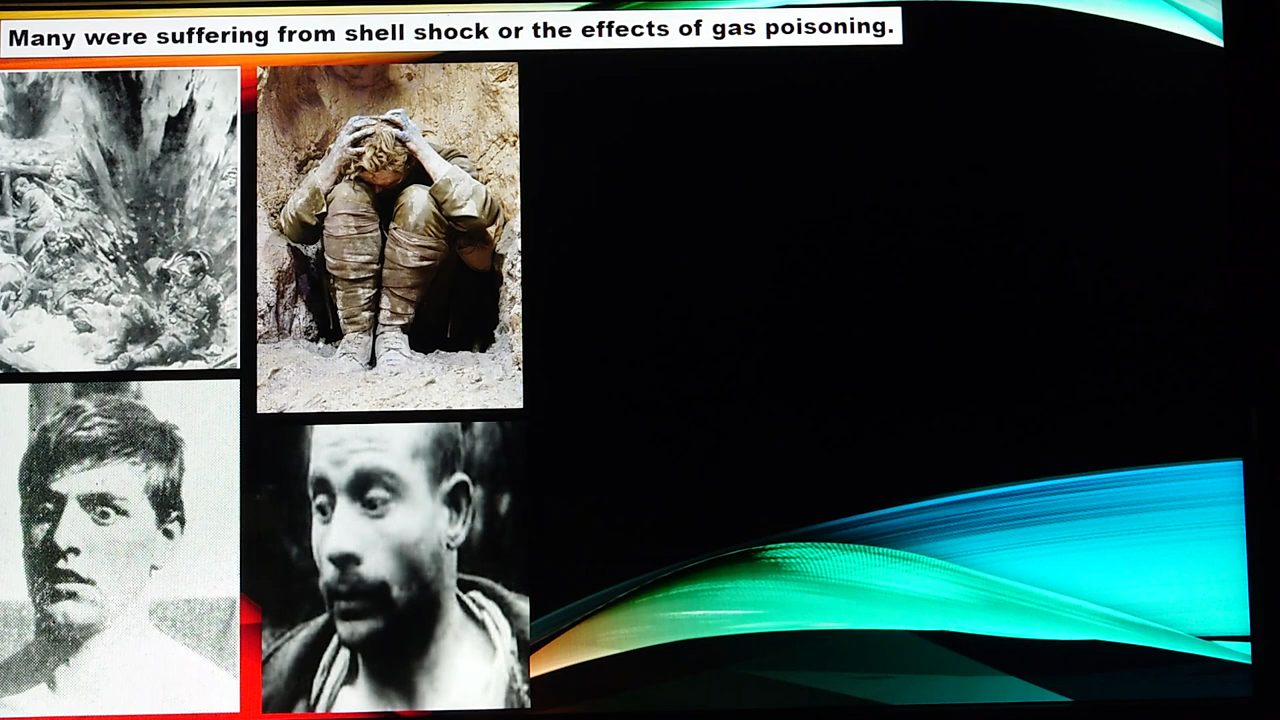 Many were suffering from shell shock or the effects of gas poisoning.